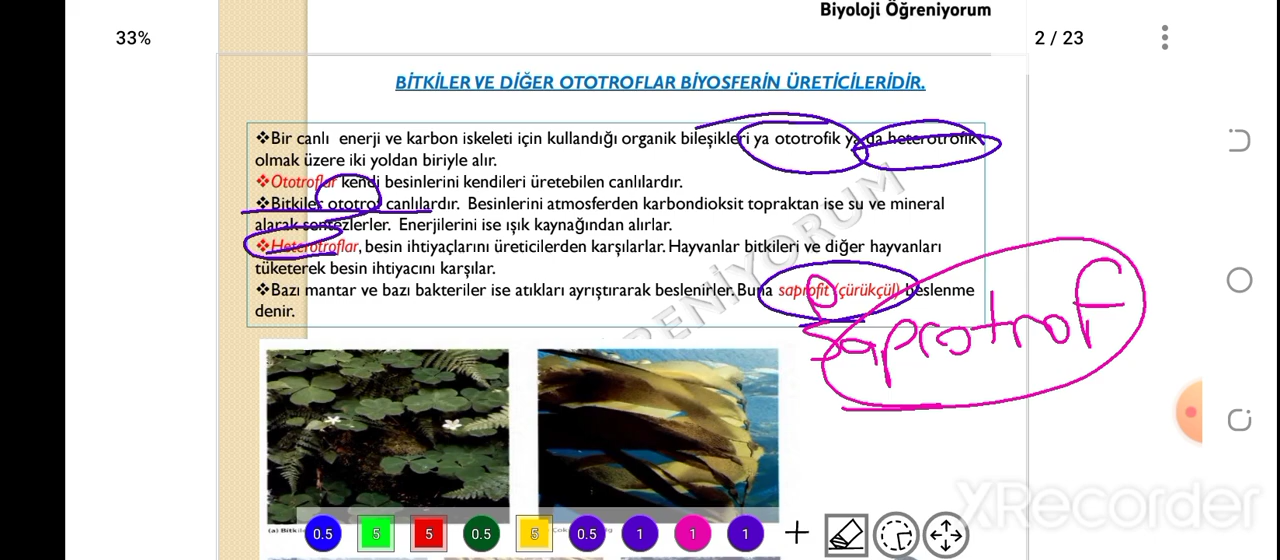 Biyoloji Öğreniyorum
33%
2 / 23
BİTKİLER VE DİĞER OTOTROFLAR BİYOSFERİN ÜRETİCİLERİDİR.
❖Bir canlı enerji ve karbon iskeleti için kullandığı organik bileşikleri ya ototrofik ya da heterotrofik
olmak üzere iki yoldan biriyle alır.
❖Ototroflar kendi besinlerini kendileri üretebilen canlılardır.
❖Bitkiler ototrof canlılardır. Besinlerini atmosferden karbondioksit topraktan ise su ve mineral
alarak sentezlerler. Enerjilerini ise ışık kaynağından alırlar.
❖Heterotroflar, besin ihtiyaçlarını üreticilerden karşılarlar. Hayvanlar bitkileri ve diğer hayvanları
tüketerek besin ihtiyacını karşılar.
❖Bazı mantar ve bazı bakteriler ise atıkları ayrıştırarak beslenirler. Buna saprofit (çürükçül) beslenme
denir.
RENİYORUM
Saprotrof
XRecorder
0.5 5 5 0.5 5 0.5 1 1 1